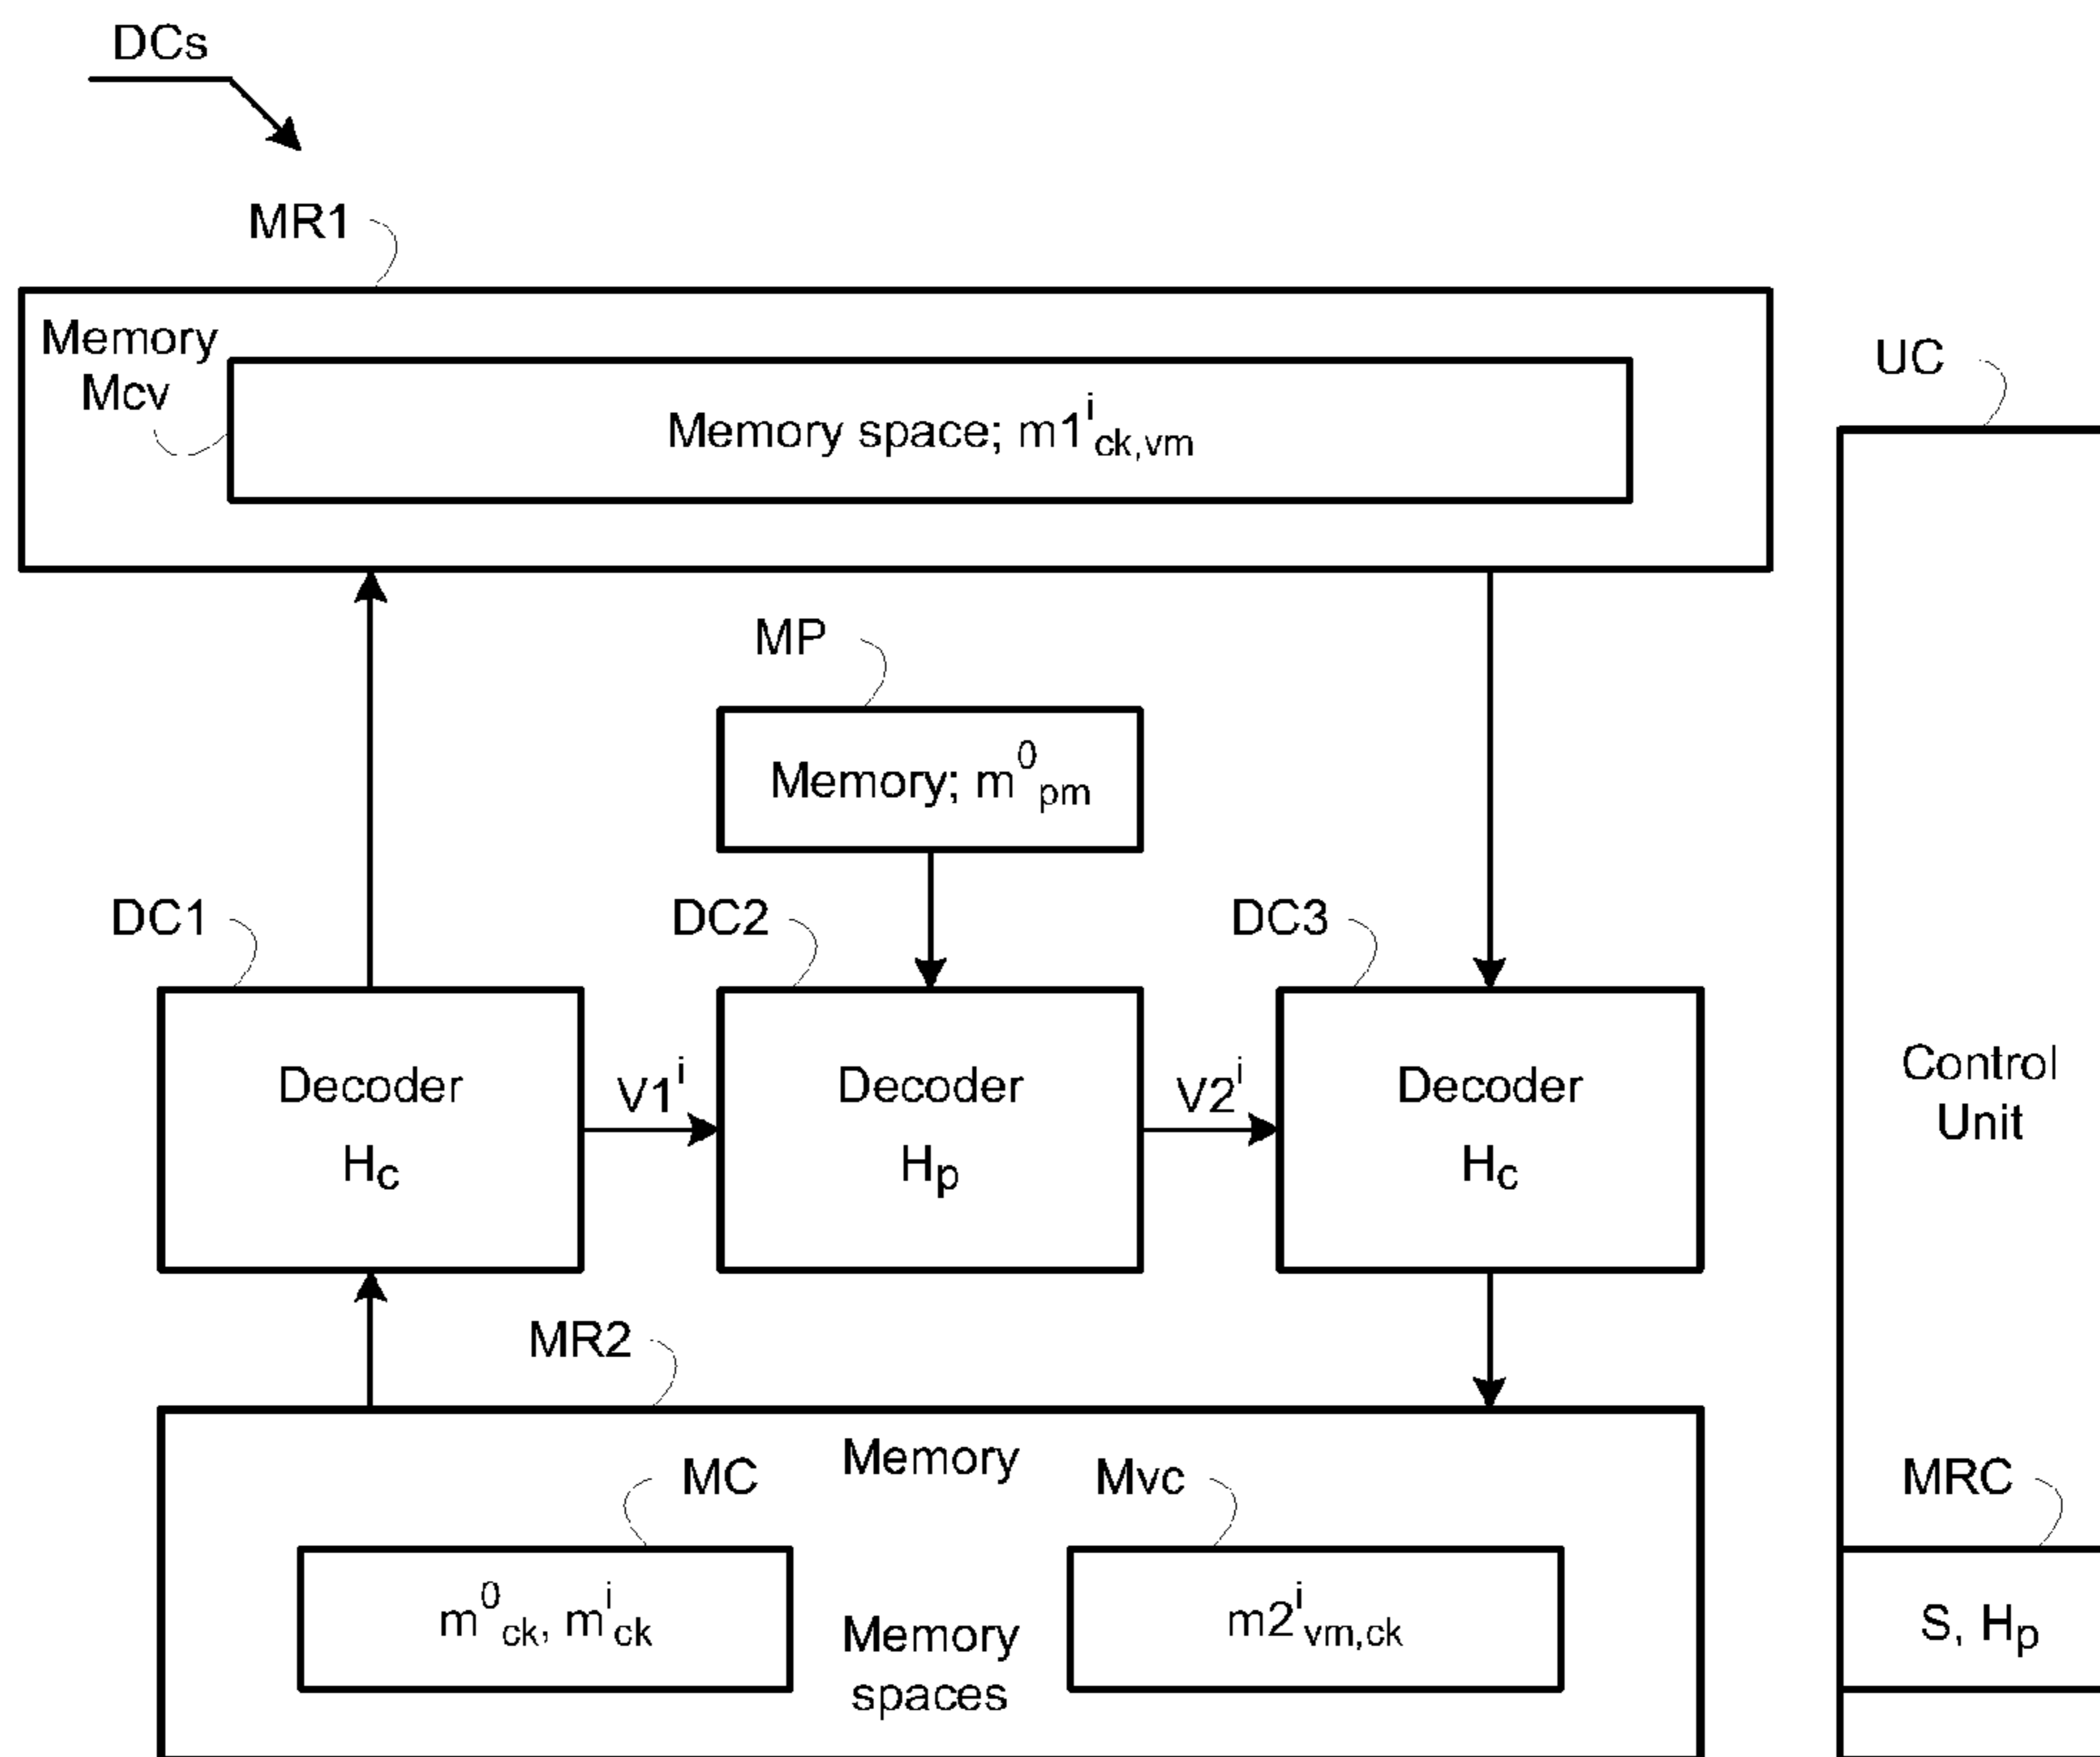 DCs
MR1
Memory
Mcv
Memory space; m1ⁱck,vm
UC
MP
Memory; m⁰pm
DC1
DC2
DC3
Decoder
Hc
V1ⁱ
Decoder
Hp
V2ⁱ
Decoder
Hc
Control
Unit
MR2
Memory
MC
Mvc
MRC
m⁰ck, mⁱck
Memory
spaces
m2ⁱvm,ck
S, Hp